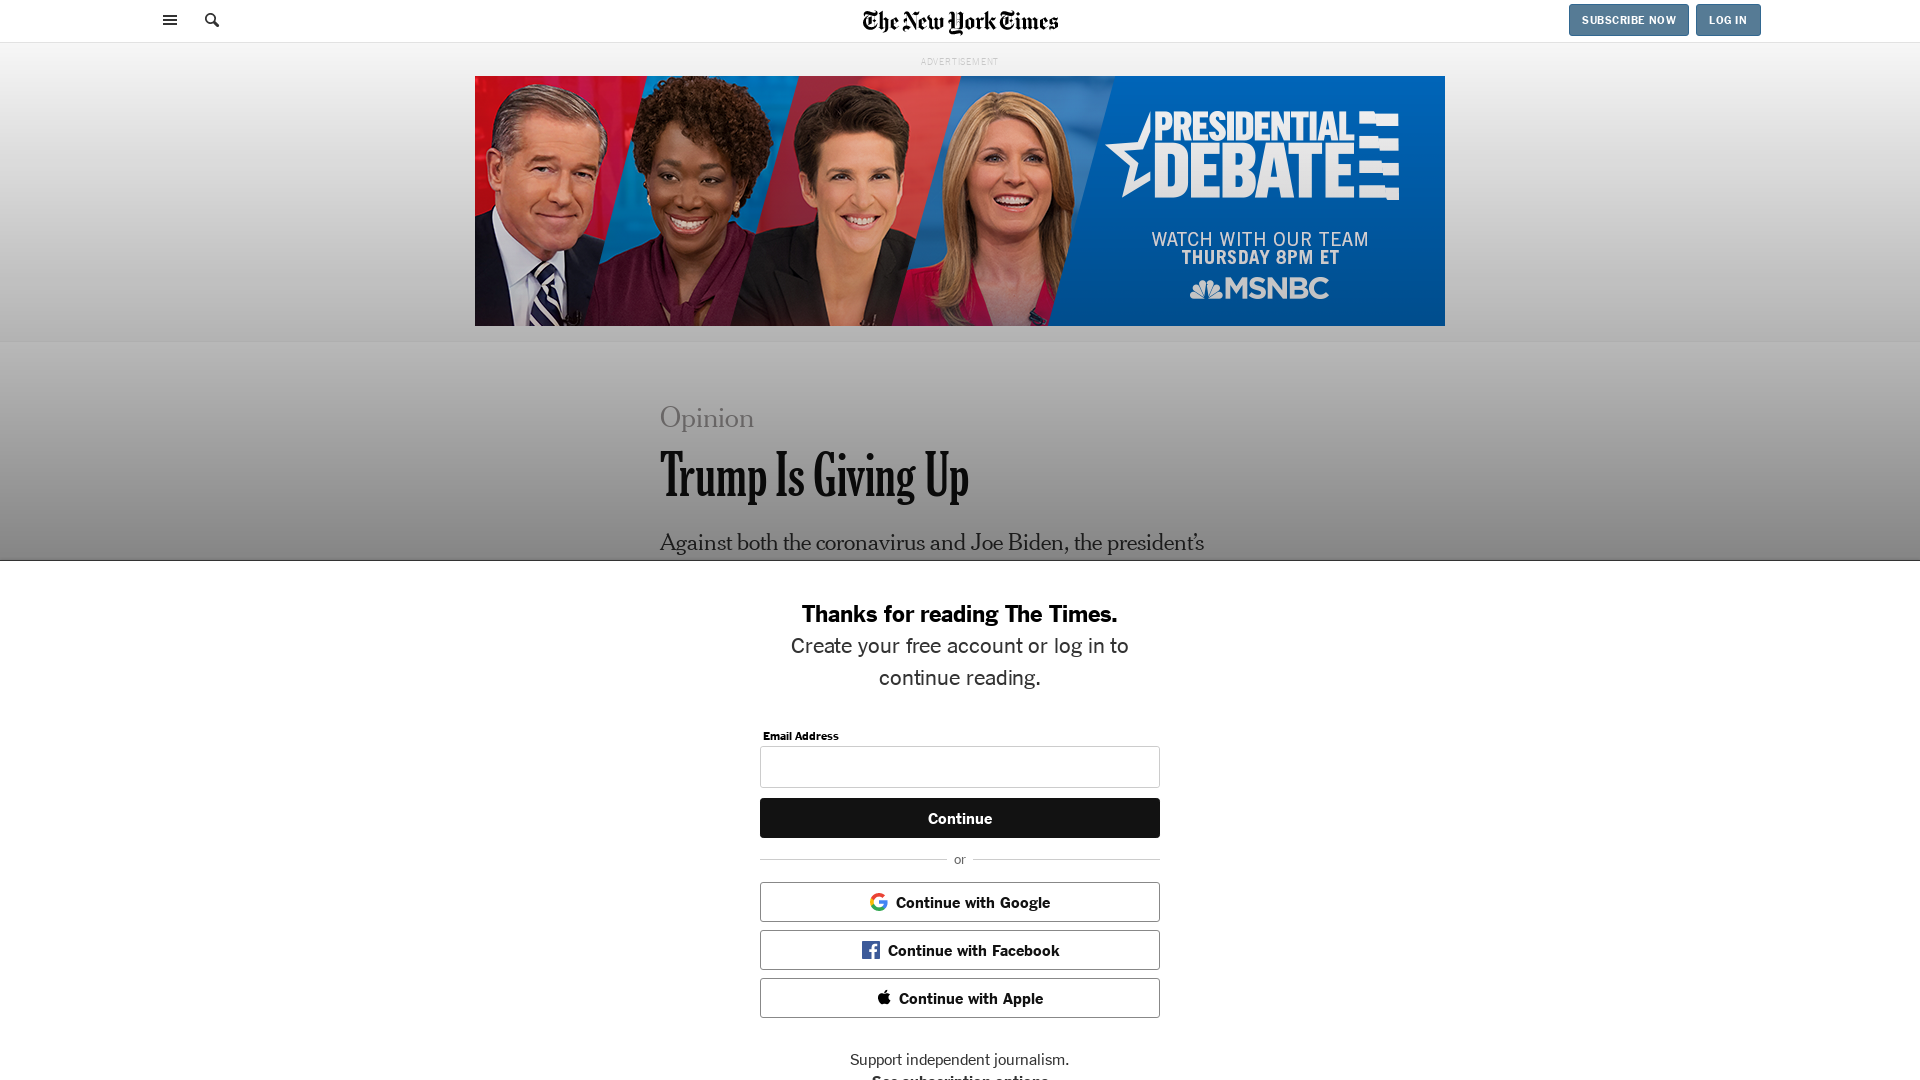 The New York Times
SUBSCRIBE NOW
LOG IN
ADVERTISEMENT
PRESIDENTIAL
DEBATE
WATCH WITH OUR TEAM
THURSDAY 8PM ET
MSNBC
Opinion
Trump Is Giving Up
Against both the coronavirus and Joe Biden, the president’s
Thanks for reading The Times.
Create your free account or log in to
continue reading.
Email Address
Continue
or
Continue with Google
Continue with Facebook
Continue with Apple
Support independent journalism.
See subscription options.